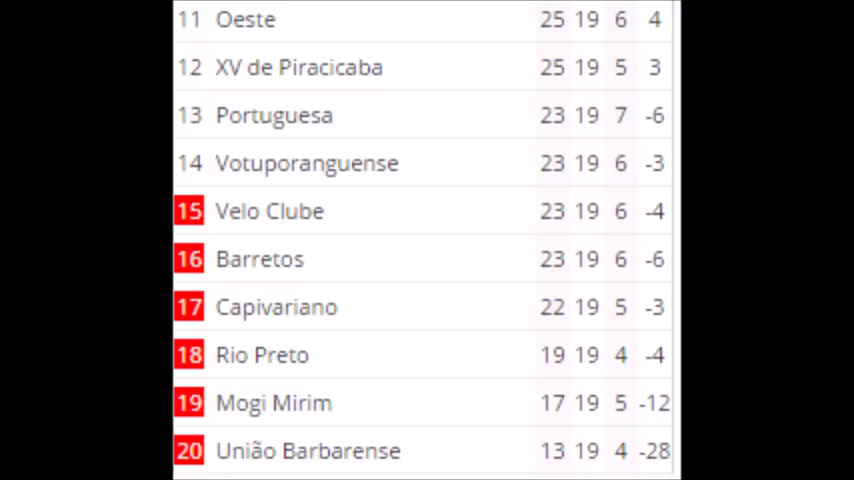 11 Oeste 25 19 6 4
12 XV de Piracicaba 25 19 5 3
13 Portuguesa 23 19 7 -6
14 Votuporanguense 23 19 6 -3
15 Velo Clube 23 19 6 -4
16 Barretos 23 19 6 -6
17 Capivariano 22 19 5 -3
18 Rio Preto 19 19 4 -4
19 Mogi Mirim 17 19 5 -12
20 União Barbarense 13 19 4 -28